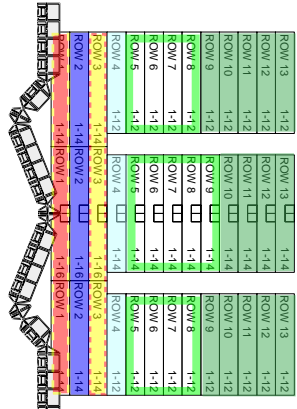 ROW 1 1-14
ROW 2 1-14
ROW 3 1-14
ROW 4 1-12
ROW 5 1-12
ROW 6 1-12
ROW 7 1-12
ROW 8 1-12
ROW 9 1-12
ROW 10 1-12
ROW 11 1-12
ROW 12 1-12
ROW 13 1-12
ROW 1 1-16
ROW 2 1-16
ROW 3 1-16
ROW 4 1-14
ROW 5 1-14
ROW 6 1-14
ROW 7 1-14
ROW 8 1-14
ROW 9 1-14
ROW 10 1-14
ROW 11 1-14
ROW 12 1-14
ROW 13 1-14
ROW 1 1-14
ROW 2 1-14
ROW 3 1-14
ROW 4 1-12
ROW 5 1-12
ROW 6 1-12
ROW 7 1-12
ROW 8 1-12
ROW 9 1-12
ROW 10 1-12
ROW 11 1-12
ROW 12 1-12
ROW 13 1-12